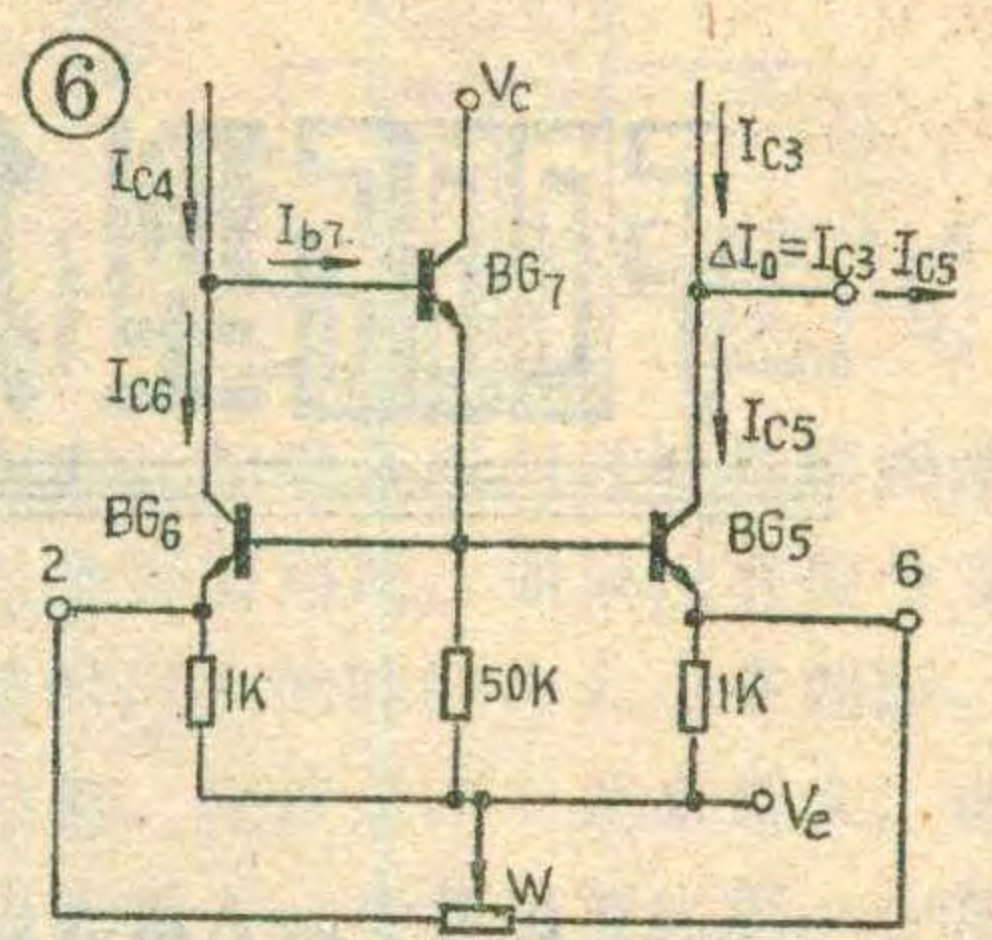 ⑥
Vc
IC4
IC3
Ib7.
BG7
ΔI0=IC3 IC5
IC6
IC5
BG6
BG5
2
6
1K
50K
1K
Ve
W